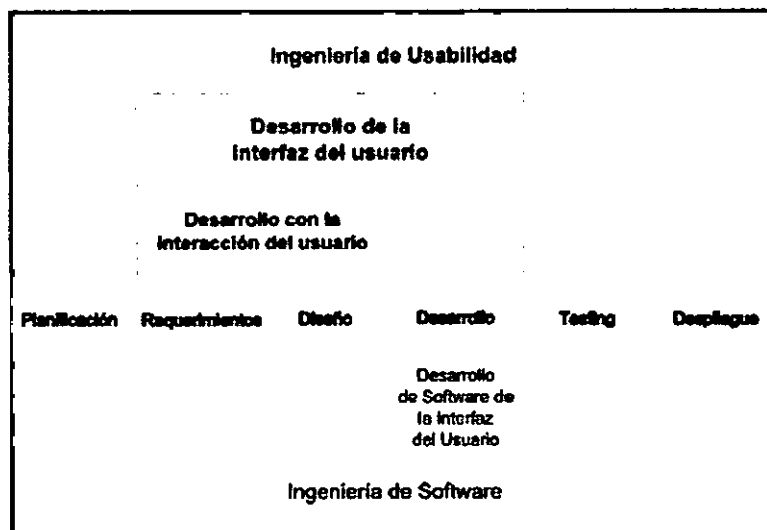 Ingeniería de Usabilidad
Desarrollo de la
interfaz del usuario
Desarrollo con la
interacción del usuario
Planificación Requerimientos Diseño Desarrollo Testing Despliegue
Desarrollo
de Software de
la interfaz
del Usuario
Ingeniería de Software